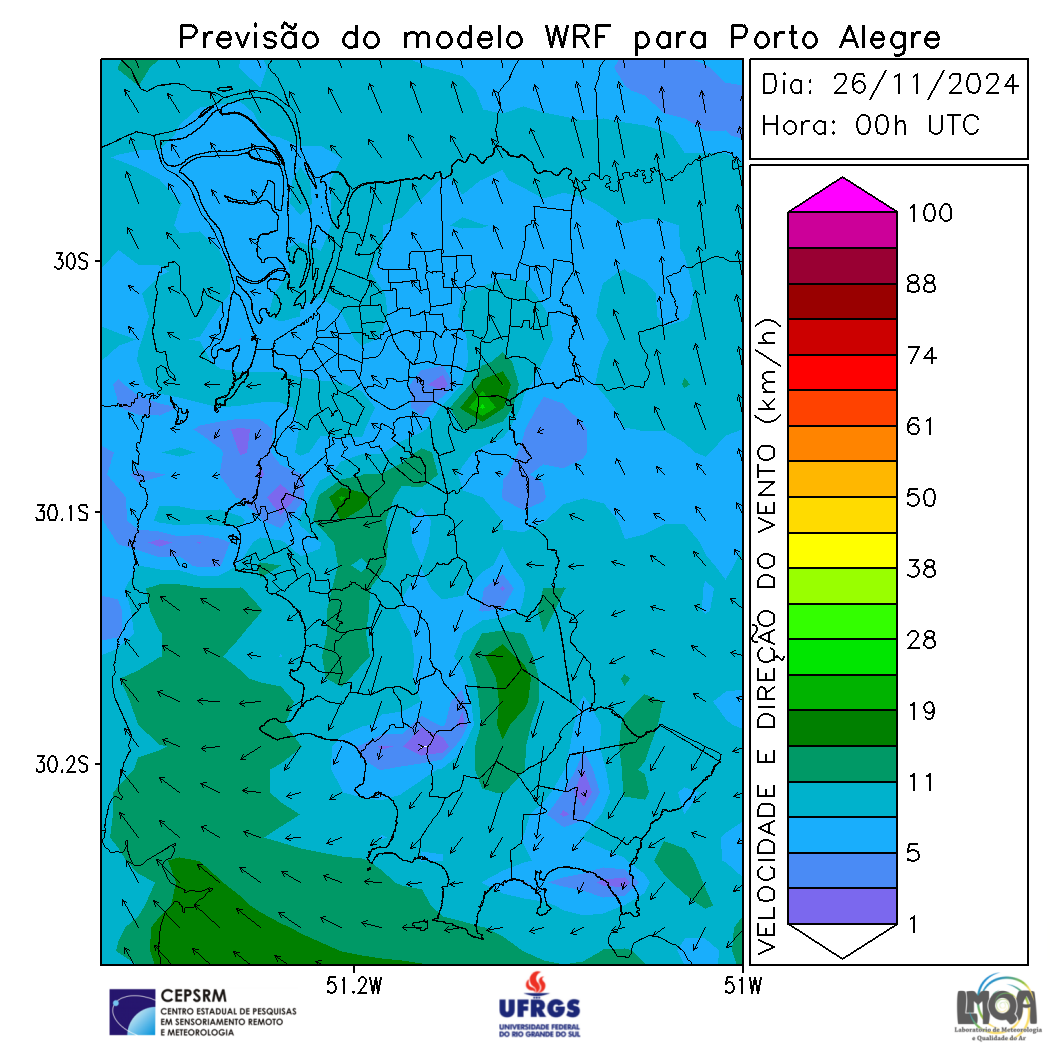 Previsão do modelo WRF para Porto Alegre
Dia: 26/11/2024
Hora: 00h UTC
30S
30.1S
30.2S
51.2W
51W
VELOCIDADE E DIREÇÃO DO VENTO (km/h)
100
88
74
61
50
38
28
19
11
5
1
CEPSRM
CENTRO ESTADUAL DE PESQUISAS
EM SENSORIAMENTO REMOTO
E METEOROLOGIA
UFRGS
UNIVERSIDADE FEDERAL
DO RIO GRANDE DO SUL
LMQA
Laboratório de Meteorologia
e Qualidade do Ar